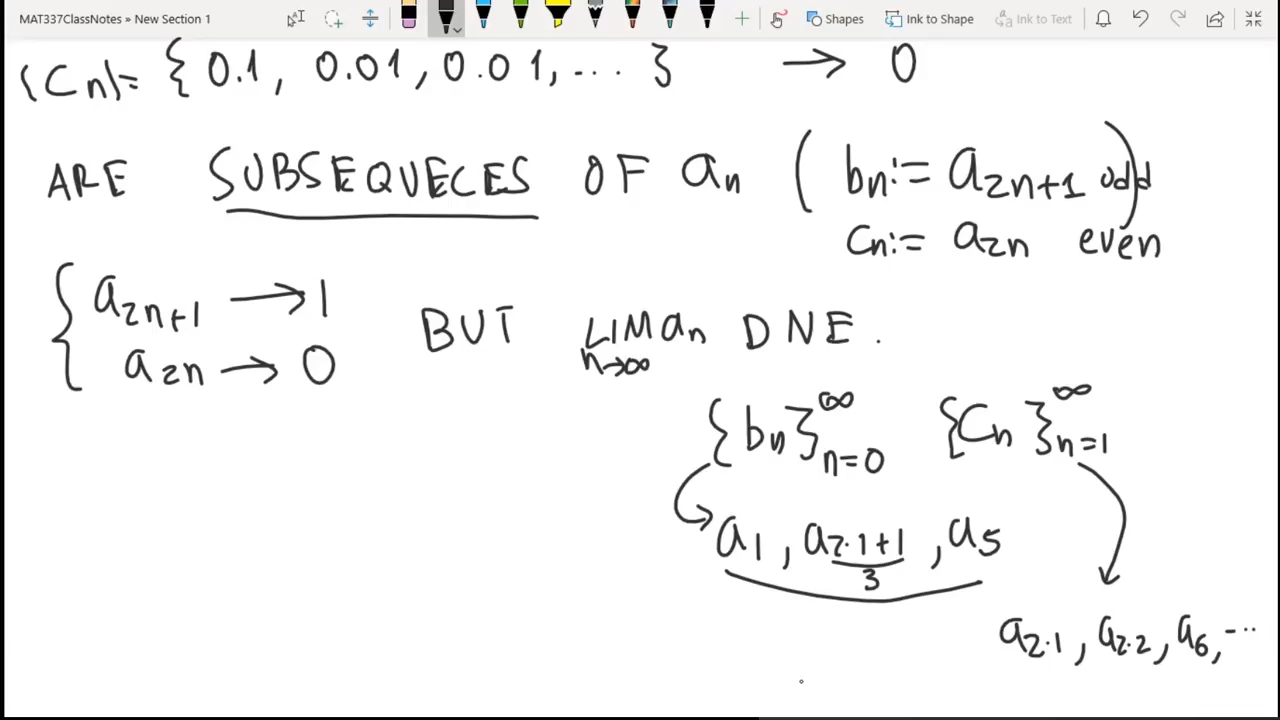 MAT337ClassNotes » New Section 1
Shapes Ink to Shape Ink to Text
{Cn}= { 0.1, 0.01, 0.01, ... } → 0
ARE SUBSEQUECES OF an ( bn:= a2n+1 odd )
cn:= a2n even
{ a2n+1 → 1
a2n → 0
BUT LIM an DNE.
n→∞
{bn}∞n=0 {Cn}∞n=1
a1, a2·1+1, a5
3
a2·1, a2·2, a6, ...